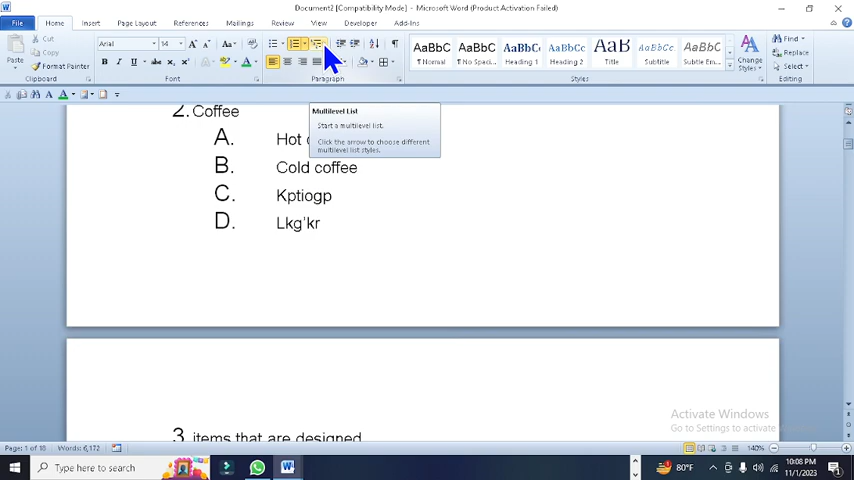 Document2 [Compatibility Mode] - Microsoft Word (Product Activation Failed)
File Home Insert Page Layout References Mailings Review View Developer Add-Ins
Cut
Copy
Format Painter
Paste
Clipboard
Arial 14
Font
Paragraph
AaBbC AaBbC AaBbC AaBbC AaB AaBbC AaBbC
¶ Normal ¶ No Spaci... Heading 1 Heading 2 Title Subtitle Subtle Em...
Change Styles
Styles
Find
Replace
Select
Editing
Multilevel List
Start a multilevel list.
Click the arrow to choose different
multilevel list styles.
2. Coffee
A. Hot
B. Cold coffee
C. Kptiogp
D. Lkg'kr
3. items that are designed
Activate Windows
Go to Settings to activate
Page: 1 of 18 Words: 6,172 140%
Type here to search
80°F
10:08 PM
11/1/2023